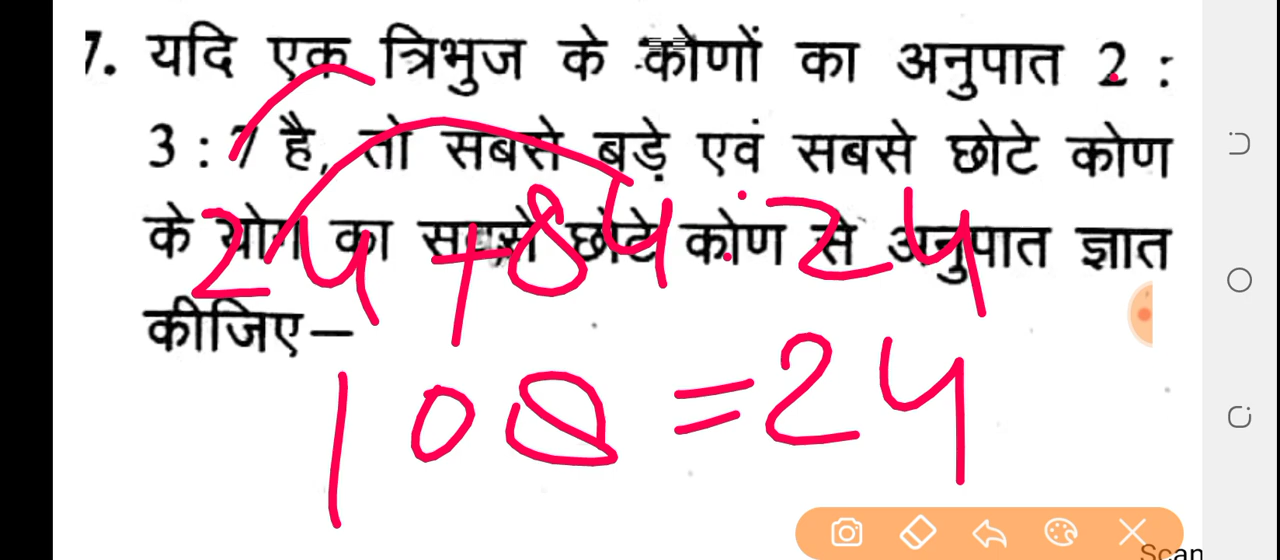 7. यदि एक त्रिभुज के कोणों का अनुपात 2 :
3 : 7 है, तो सबसे बड़े एवं सबसे छोटे कोण
के योग का सबसे छोटे कोण से अनुपात ज्ञात
कीजिए–
24 + 84 : 24
108 = 24
Scan